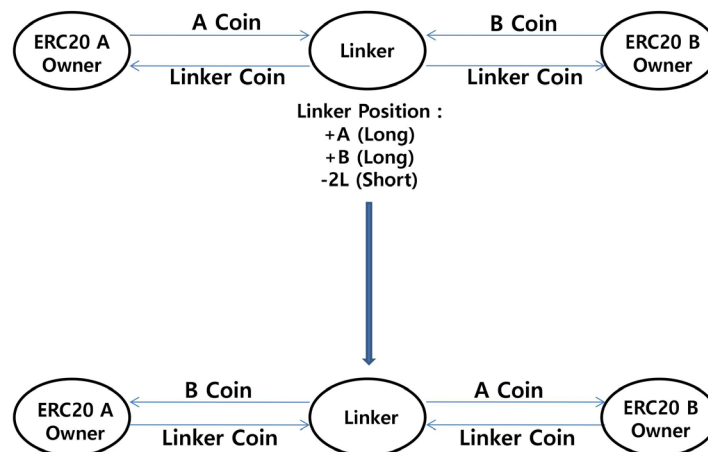 A Coin
B Coin
ERC20 A
Owner
Linker
ERC20 B
Owner
Linker Coin
Linker Coin
Linker Position :
+A (Long)
+B (Long)
-2L (Short)
B Coin
A Coin
ERC20 A
Owner
Linker
ERC20 B
Owner
Linker Coin
Linker Coin